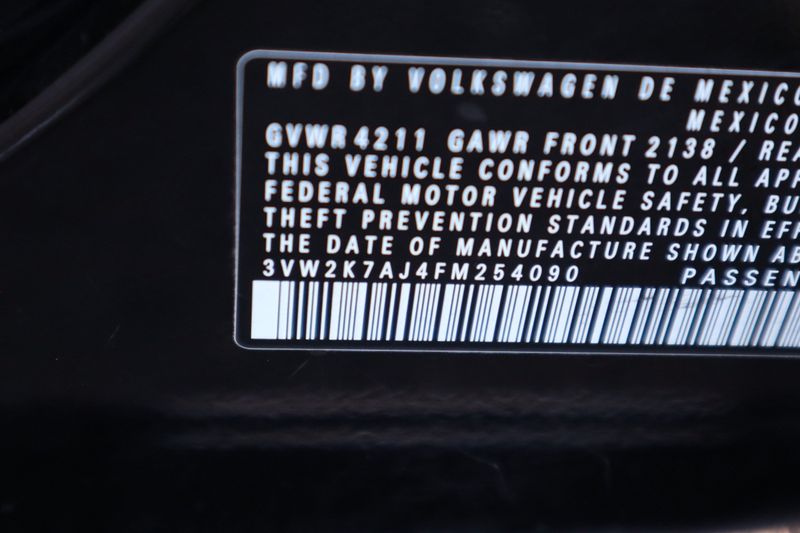 MFD BY VOLKSWAGEN DE MEXICO
MEXICO
GVWR 4211 GAWR FRONT 2138 / REA
THIS VEHICLE CONFORMS TO ALL APP
FEDERAL MOTOR VEHICLE SAFETY, BU
THEFT PREVENTION STANDARDS IN EFF
THE DATE OF MANUFACTURE SHOWN AB
3VW2K7AJ4FM254090 PASSEN